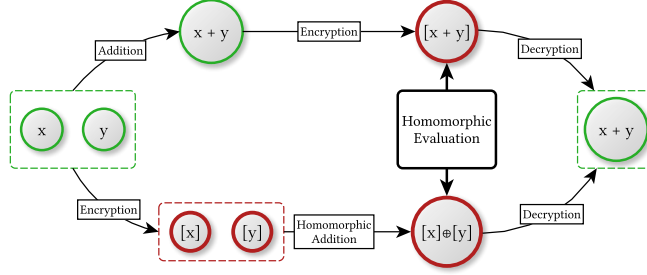 x + y
Encryption
[x + y]
Addition
Decryption
x
y
Homomorphic
Evaluation
x + y
Encryption
[x]
[y]
Homomorphic
Addition
[x]⊕[y]
Decryption